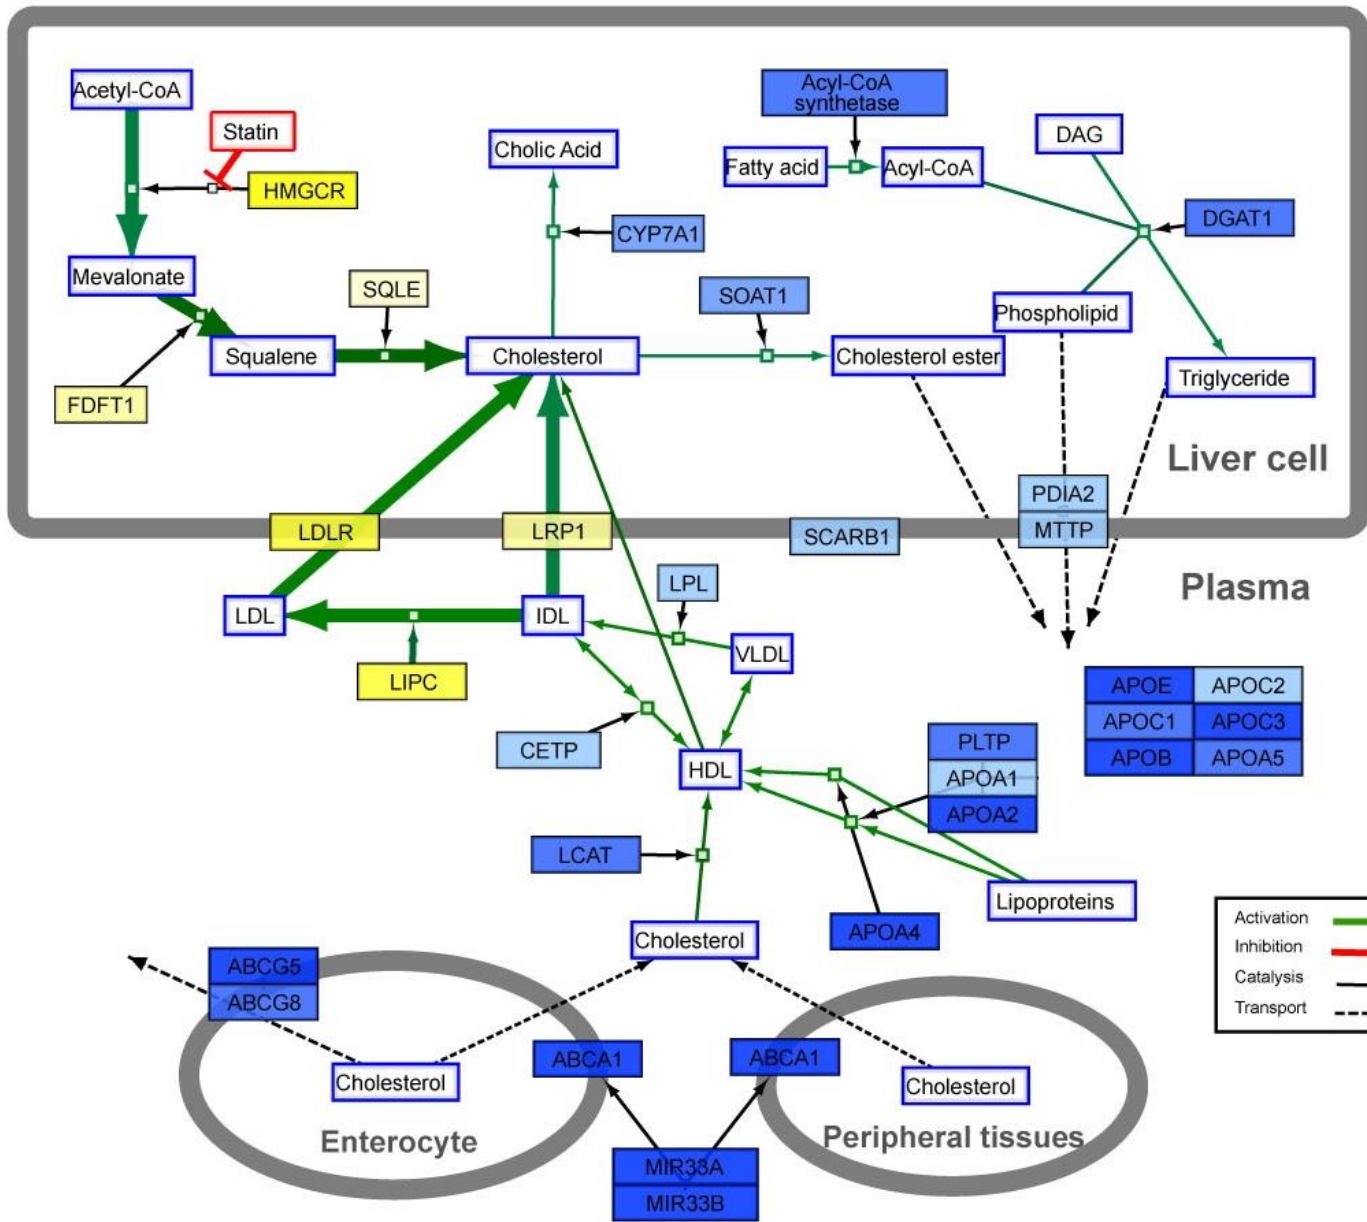 Acetyl-CoA
Statin
HMGCR
Mevalonate
FDFT1
SQLE
Squalene
Cholic Acid
CYP7A1
Cholesterol
SOAT1
Cholesterol ester
Acyl-CoA
synthetase
Fatty acid
Acyl-CoA
DAG
DGAT1
Phospholipid
Triglyceride
Liver cell
PDIA2
MTTP
LDLR
LRP1
SCARB1
Plasma
LDL
IDL
LPL
VLDL
LIPC
CETP
HDL
APOE
APOC2
APOC1
APOC3
APOB
APOA5
PLTP
APOA1
APOA2
LCAT
Lipoproteins
APOA4
Cholesterol
ABCG5
ABCG8
Cholesterol
Enterocyte
ABCA1
ABCA1
Cholesterol
Peripheral tissues
MIR33A
MIR33B
Activation
Inhibition
Catalysis
Transport